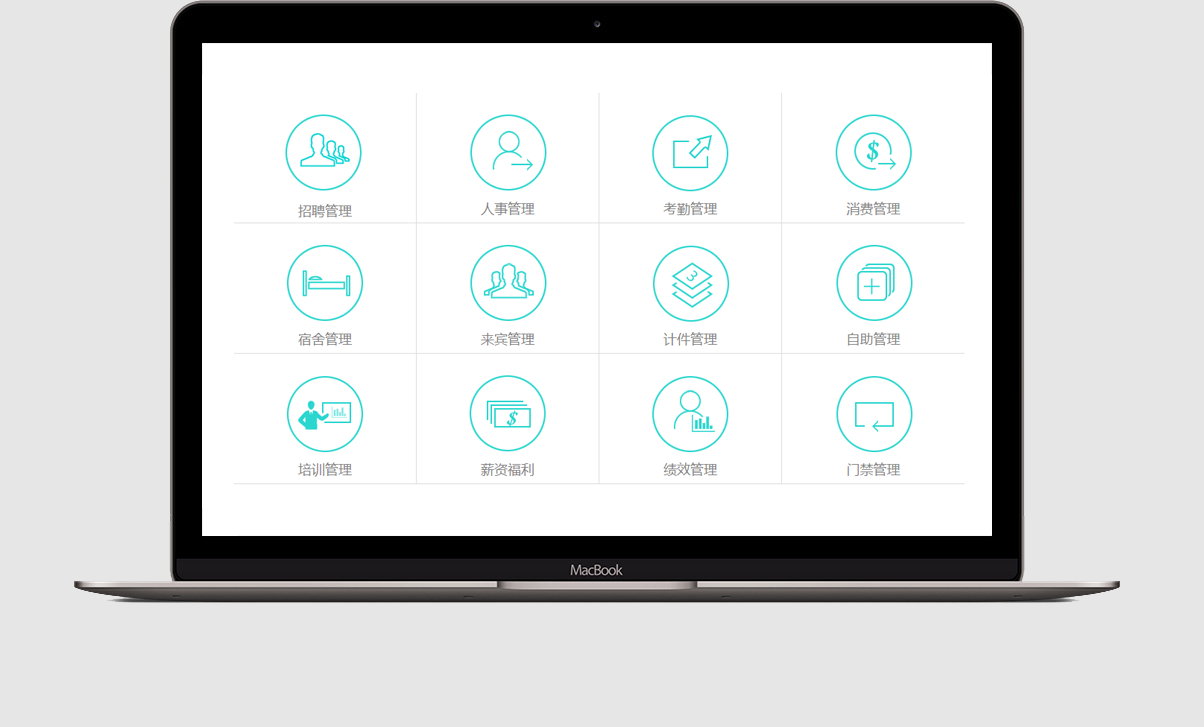 招聘管理
人事管理
考勤管理
消费管理
宿舍管理
来宾管理
3
计件管理
自助管理
培训管理
薪资福利
绩效管理
门禁管理
MacBook